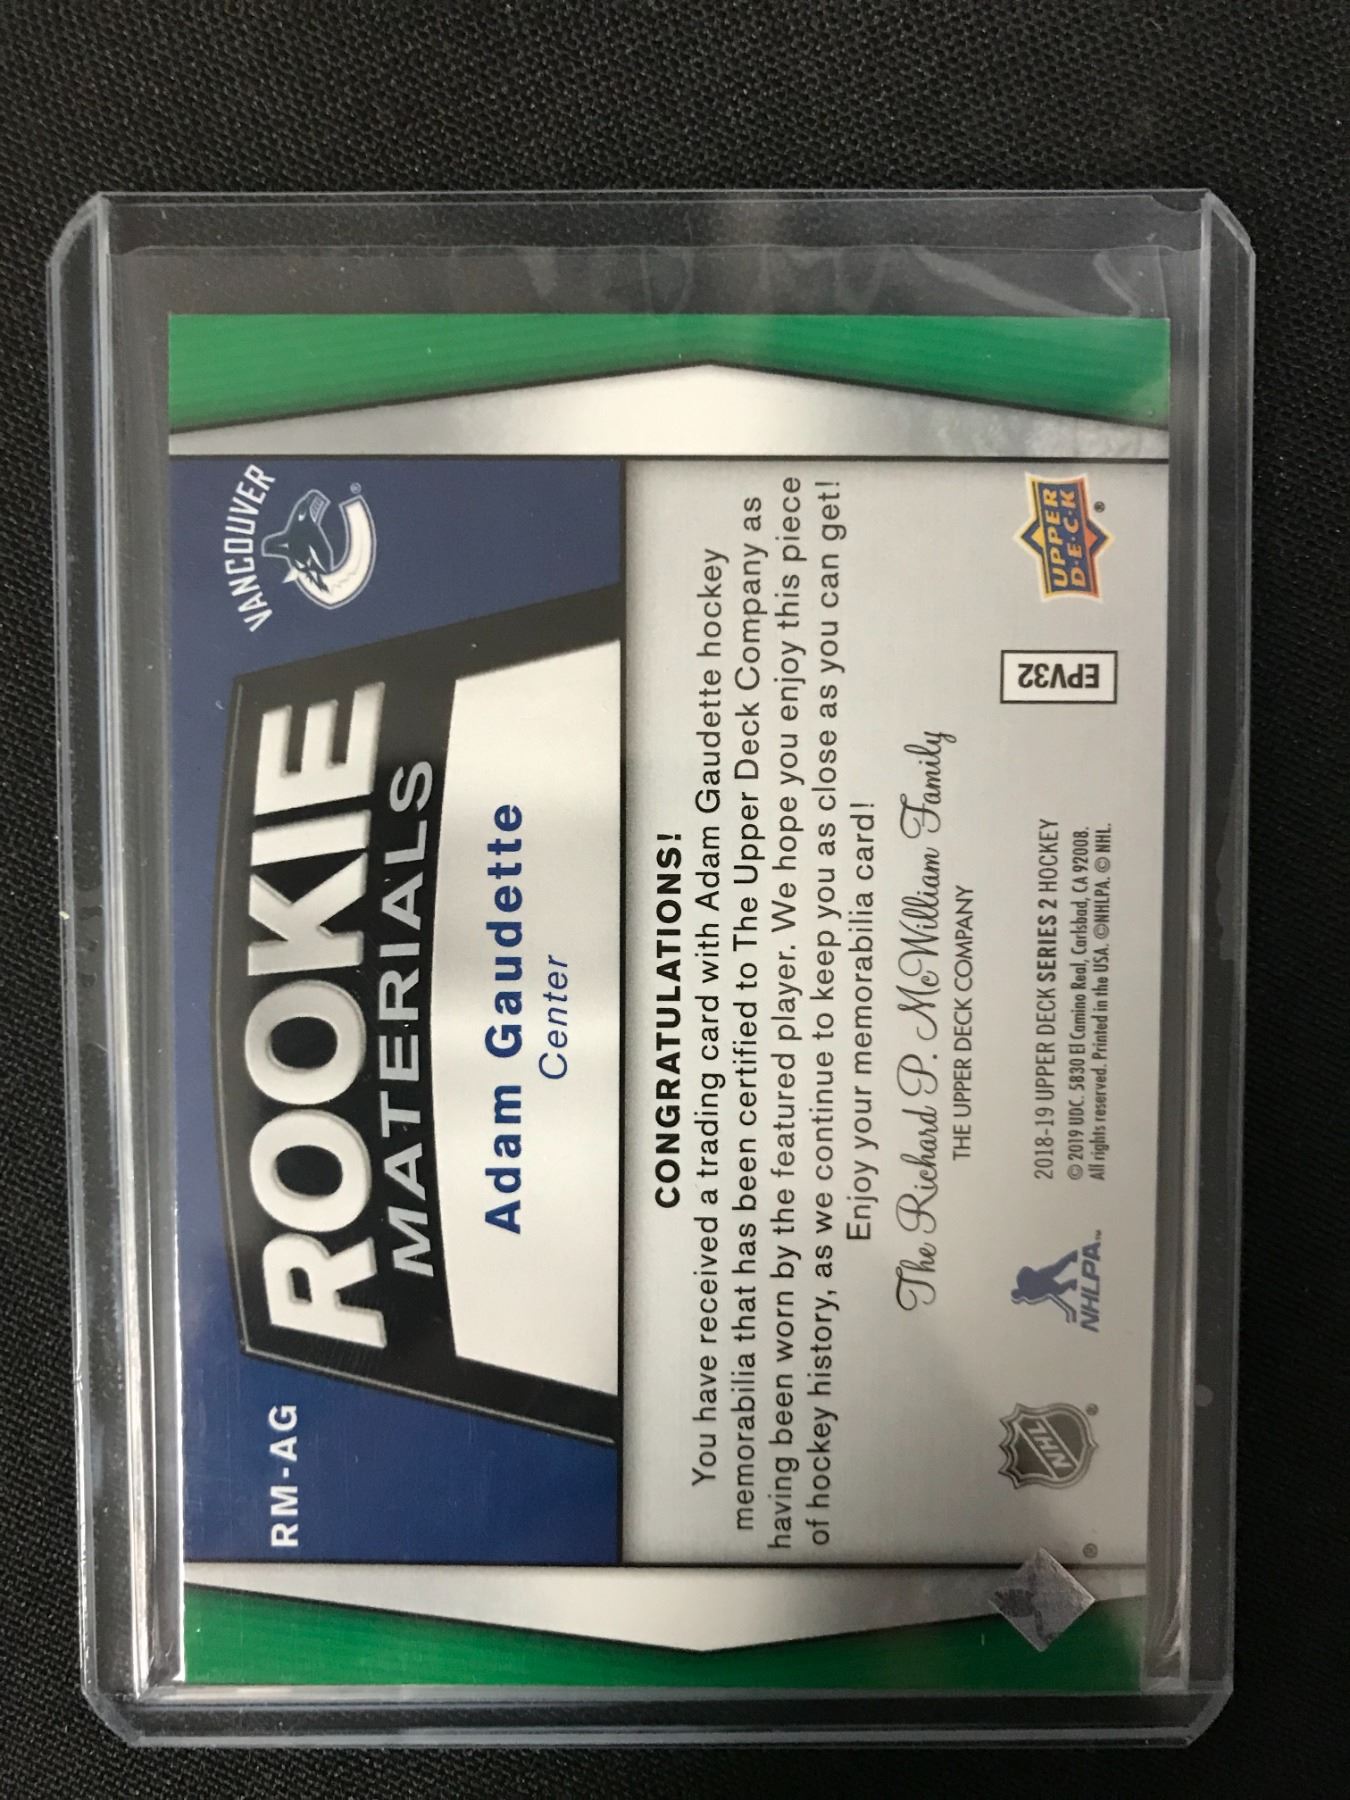 RM-AG
ROOKIE
MATERIALS
VANCOUVER
®
Adam Gaudette
Center
CONGRATULATIONS!
You have received a trading card with Adam Gaudette hockey
memorabilia that has been certified to The Upper Deck Company as
having been worn by the featured player. We hope you enjoy this piece
of hockey history, as we continue to keep you as close as you can get!
Enjoy your memorabilia card!
The Richard P. McWilliam Family
THE UPPER DECK COMPANY
®
NHL
®
NHLPA™
2018-19 UPPER DECK SERIES 2 HOCKEY
© 2019 UDC. 5830 El Camino Real, Carlsbad, CA 92008.
All rights reserved. Printed in the USA. ©NHLPA. © NHL.
EPV32
UPPER
D·E·C·K
®